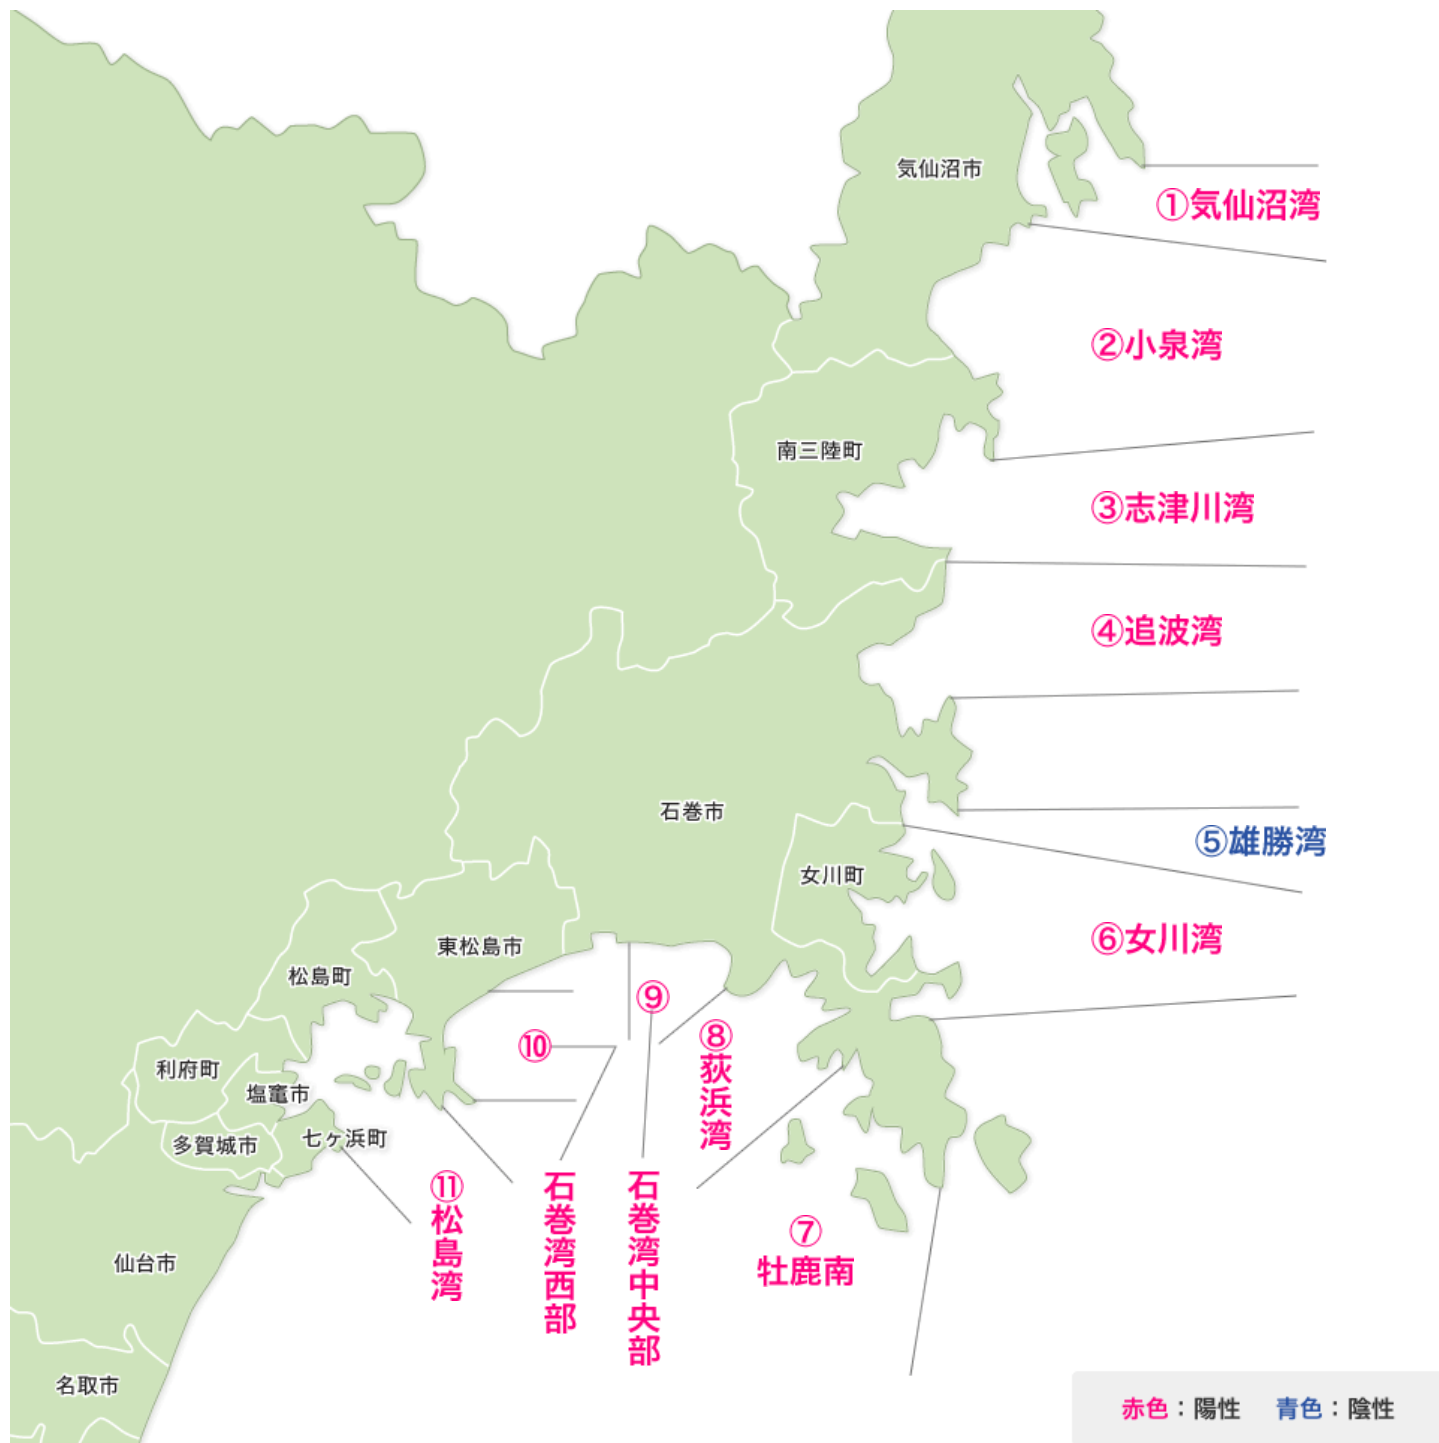 気仙沼市
①気仙沼湾
②小泉湾
南三陸町
③志津川湾
④追波湾
石巻市
⑤雄勝湾
女川町
⑥女川湾
東松島市
松島町
⑨
⑩
⑧荻浜湾
利府町
塩竈市
七ヶ浜町
多賀城市
⑪松島湾
石巻湾西部
石巻湾中央部
⑦
牡鹿南
仙台市
名取市
赤色：陽性 青色：陰性